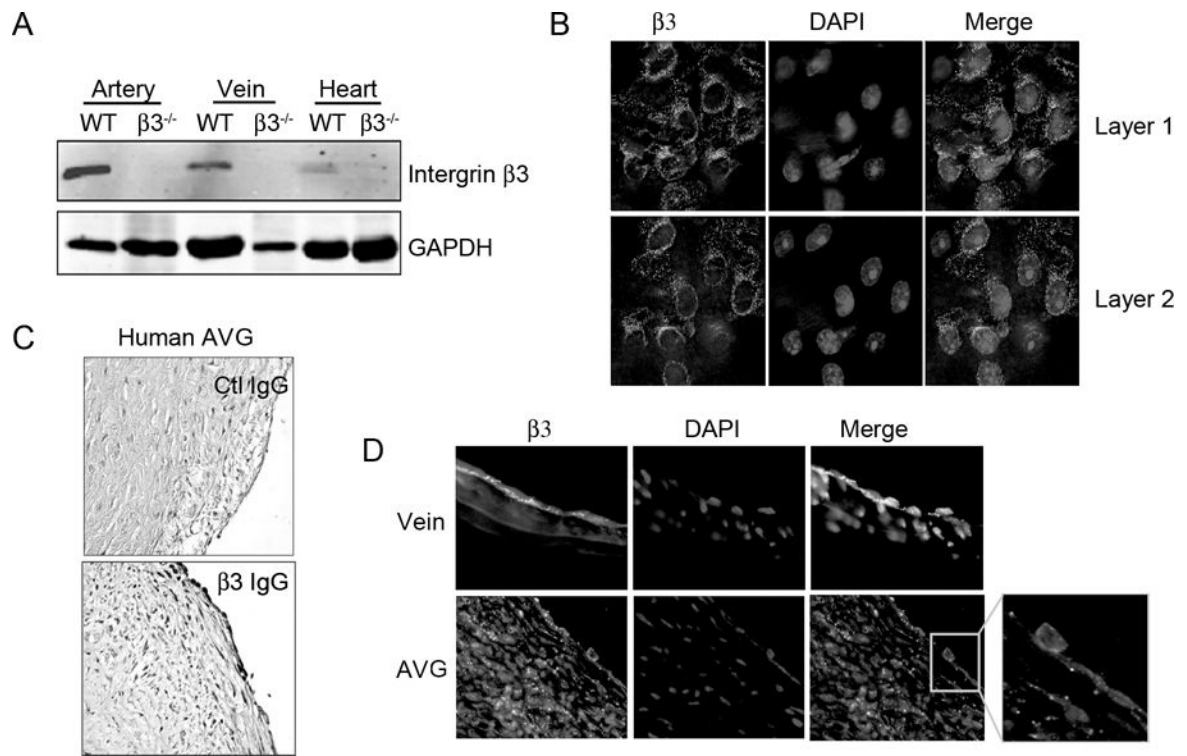 A
Artery Vein Heart
WT β3-/- WT β3-/- WT β3-/-
Intergrin β3
GAPDH
B
β3 DAPI Merge
Layer 1
Layer 2
C
Human AVG
Ctl IgG
β3 IgG
D
β3 DAPI Merge
Vein
AVG